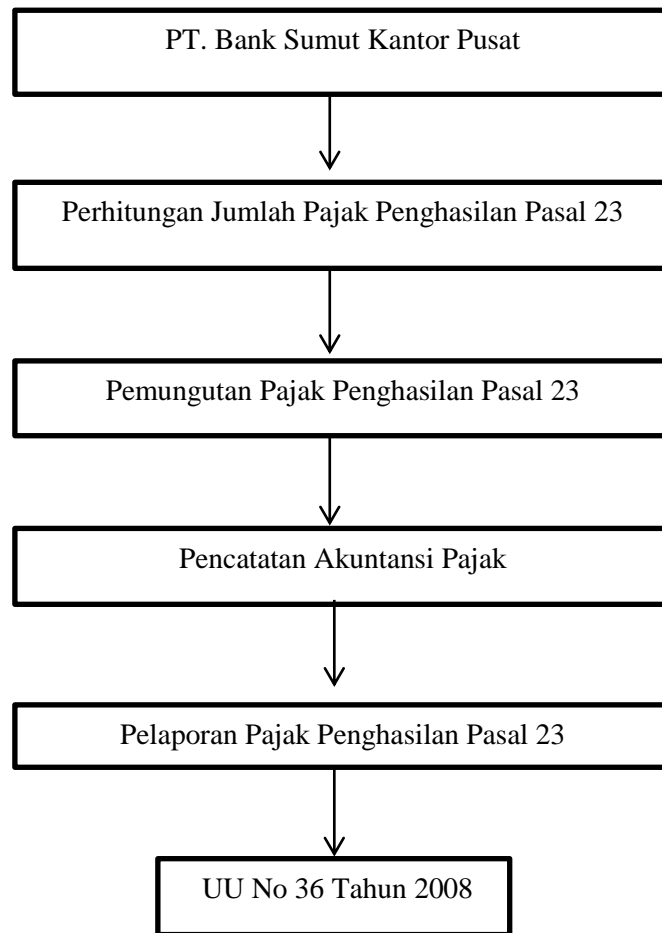 PT. Bank Sumut Kantor Pusat
Perhitungan Jumlah Pajak Penghasilan Pasal 23
Pemungutan Pajak Penghasilan Pasal 23
Pencatatan Akuntansi Pajak
Pelaporan Pajak Penghasilan Pasal 23
UU No 36 Tahun 2008